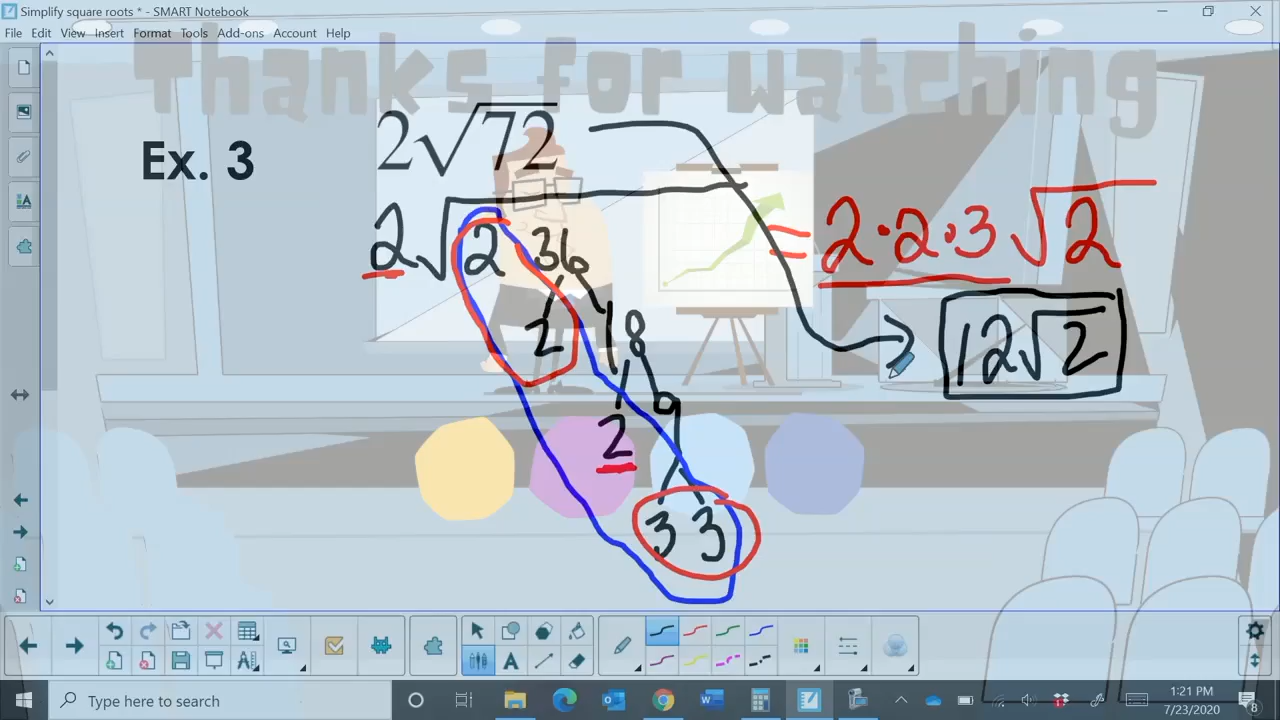 Simplify square roots * - SMART Notebook
File Edit View Insert Format Tools Add-ons Account Help
Thanks for watching
Ex. 3
2√72
2√2 36
= 2·2·3√2
2 18
12√2
2 9
3 3
Type here to search
1:21 PM
7/23/2020
8